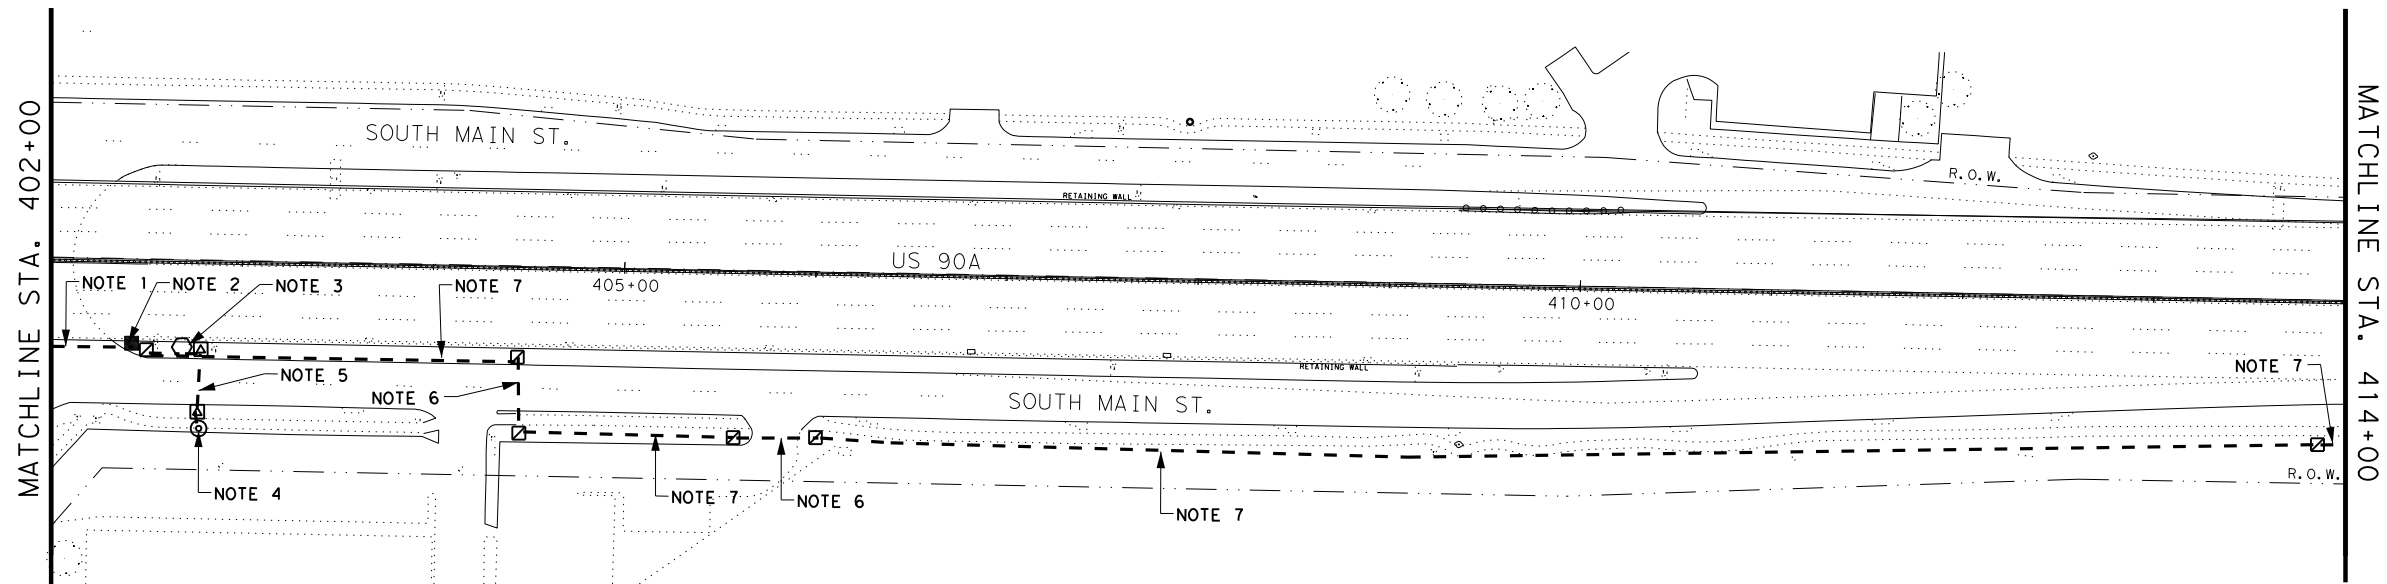 MATCHLINE STA. 402+00
MATCHLINE STA. 414+00
SOUTH MAIN ST.
R.O.W.
RETAINING WALL
US 90A
405+00
410+00
NOTE 1
NOTE 2
NOTE 3
NOTE 7
NOTE 5
NOTE 6
RETAINING WALL
NOTE 7
SOUTH MAIN ST.
NOTE 4
NOTE 7
NOTE 6
NOTE 7
R.O.W.